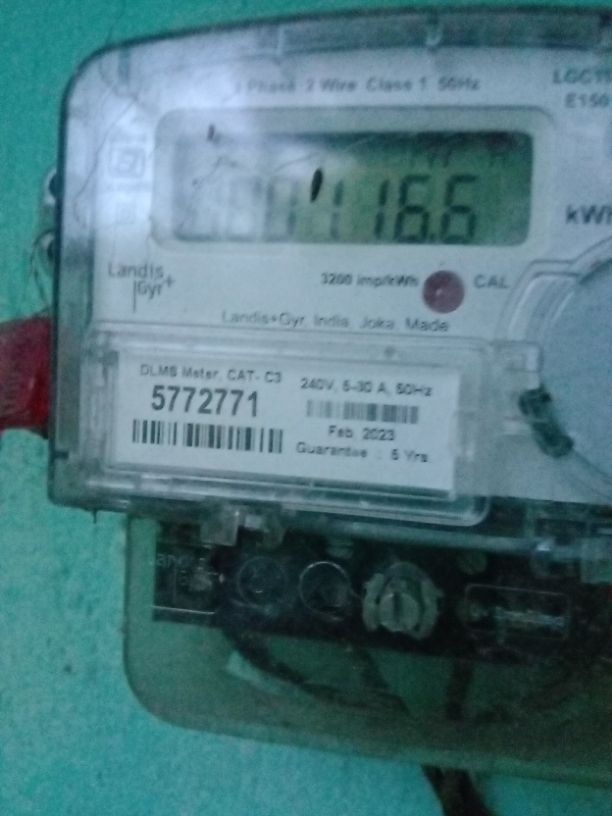 1 Phase 2 Wire Class 1 50Hz
E150
116.6
kWh
Landis
Gyr+
3200 imp/kWh
CAL
Landis+Gyr, India, Joka, Made
DLMS Meter, CAT- C3
5772771
240V, 5-30 A, 50Hz
Feb, 2023
Guarantee : 5 Yrs